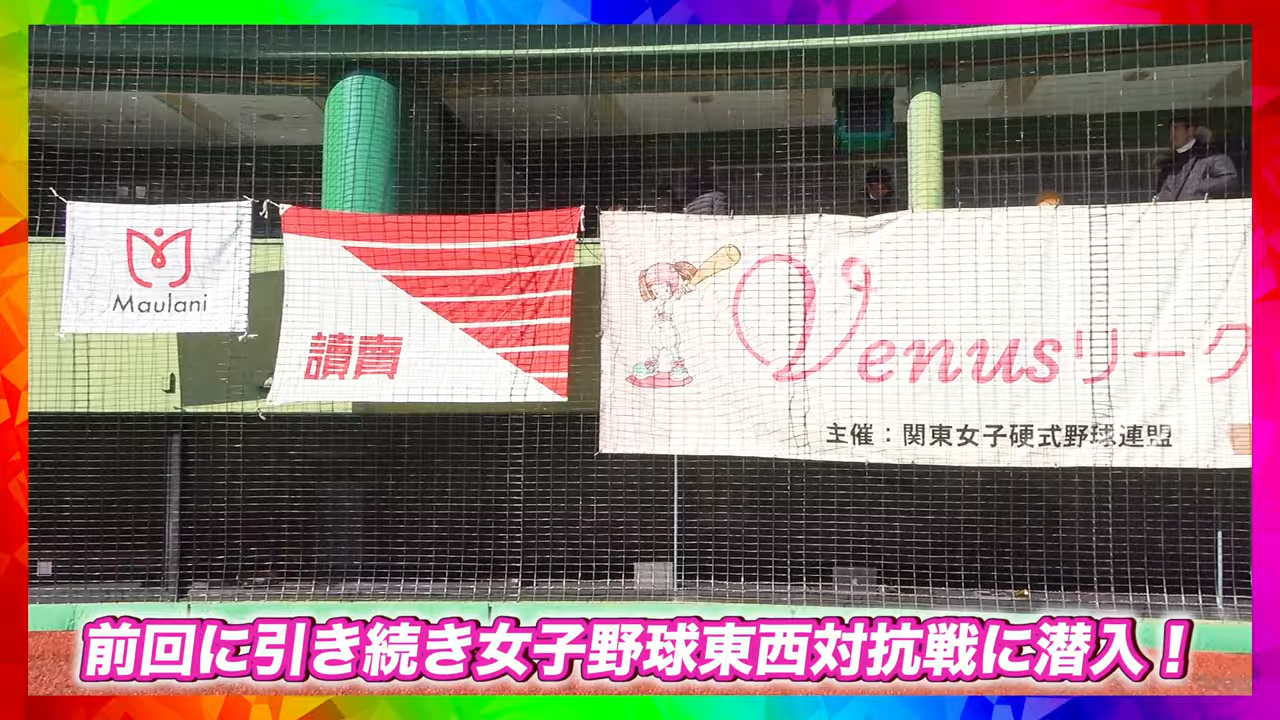 Maulani
讀賣
Venusリーク
主催：関東女子硬式野球連盟
前回に引き続き女子野球東西対抗戦に潜入！